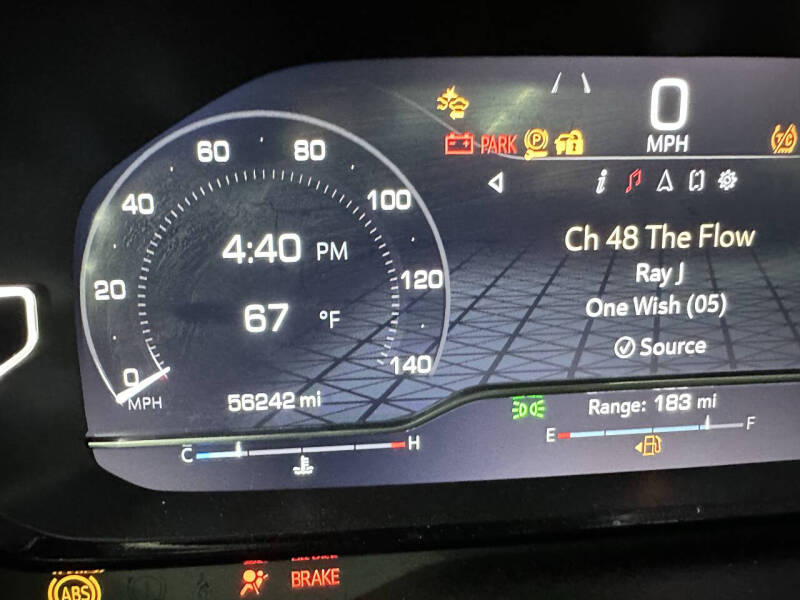 0
MPH
PARK P T/C
60 80
40 100
20 120
0 140
4:40 PM
67 °F
MPH
56242 mi
i
Ch 48 The Flow
Ray J
One Wish (05)
Source
Range: 183 mi
C H
E F
ABS
BRAKE